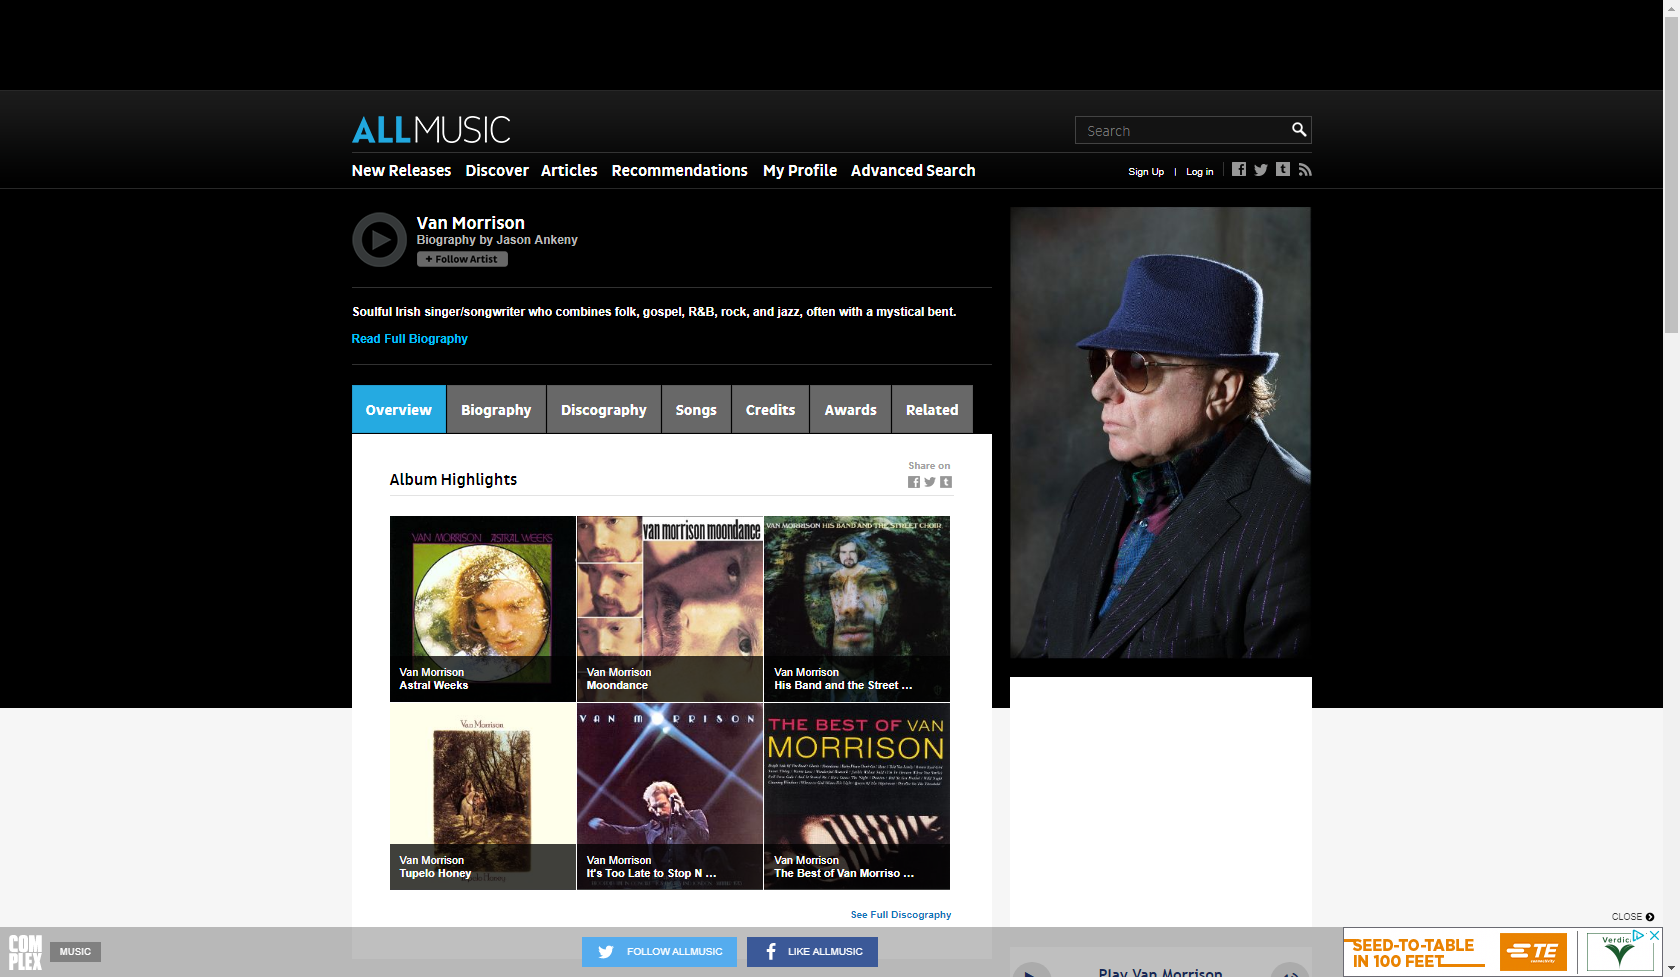 ALLMUSIC
Search
New Releases Discover Articles Recommendations My Profile Advanced Search
Sign Up | Log in
Van Morrison
Biography by Jason Ankeny
+ Follow Artist
Soulful Irish singer/songwriter who combines folk, gospel, R&B, rock, and jazz, often with a mystical bent.
Read Full Biography
Overview Biography Discography Songs Credits Awards Related
Album Highlights
Share on
VAN MORRISON ASTRAL WEEKS
Van Morrison
Astral Weeks
van morrison moondance
Van Morrison
Moondance
VAN MORRISON HIS BAND AND THE STREET CHOIR
Van Morrison
His Band and the Street ...
Van Morrison
Van Morrison
Tupelo Honey
VAN MORRISON
Van Morrison
It's Too Late to Stop N ...
THE BEST OF VAN
MORRISON
Van Morrison
The Best of Van Morriso ...
See Full Discography
CLOSE
COM
PLEX
MUSIC
FOLLOW ALLMUSIC
LIKE ALLMUSIC
Play Van Morrison
SEED-TO-TABLE
IN 100 FEET
TE
connectivity
Verdic